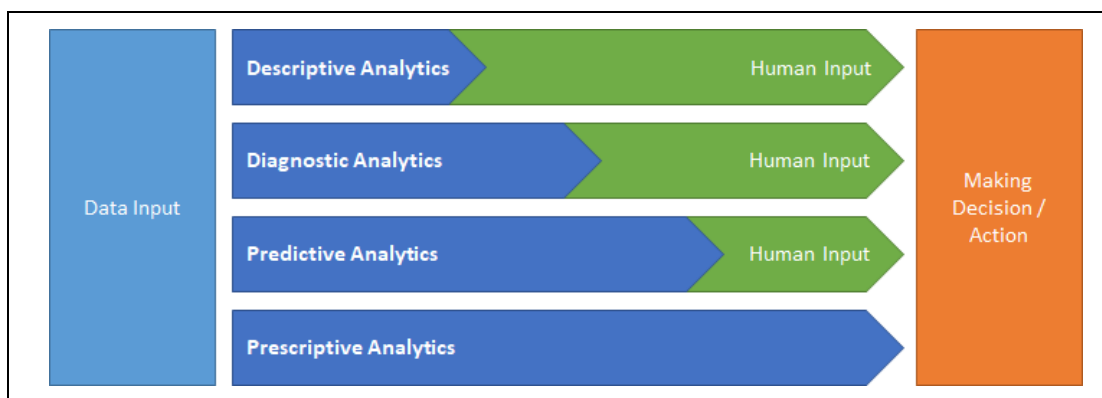 Data Input
Descriptive Analytics
Human Input
Diagnostic Analytics
Human Input
Predictive Analytics
Human Input
Prescriptive Analytics
Making
Decision /
Action